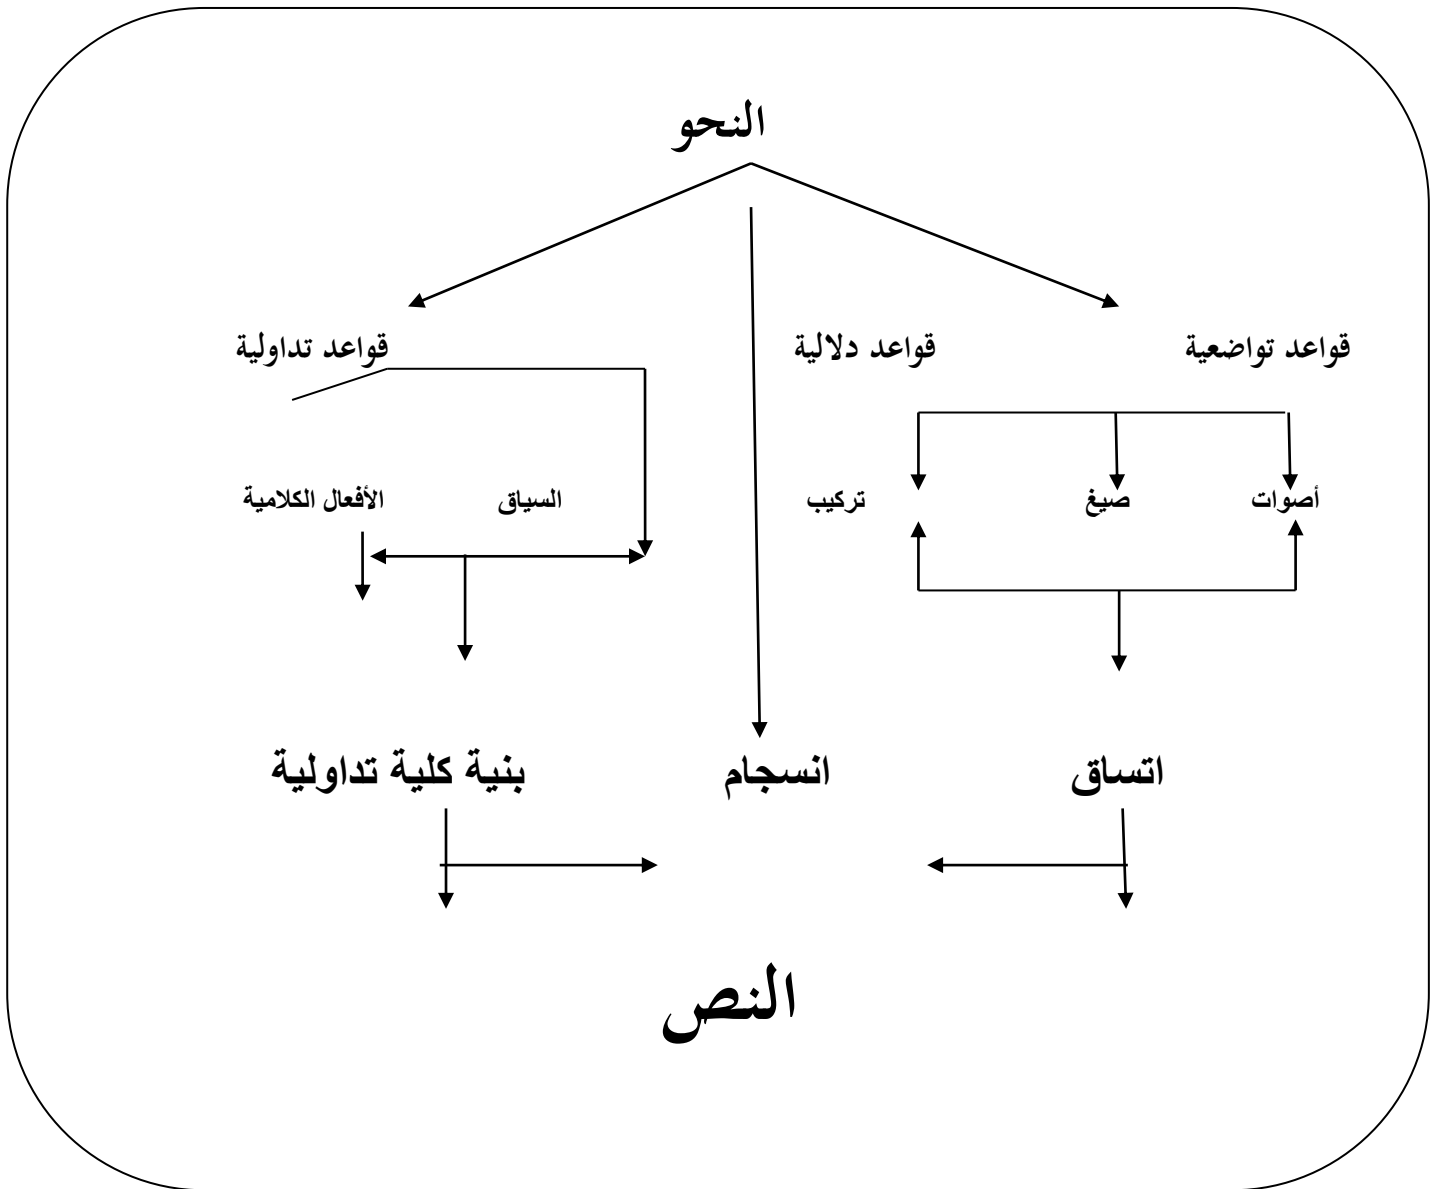 النحو
قواعد تواضعية قواعد دلالية قواعد تداولية
أصوات صيغ تركيب السياق الأفعال الكلامية
اتساق انسجام بنية كلية تداولية
النص